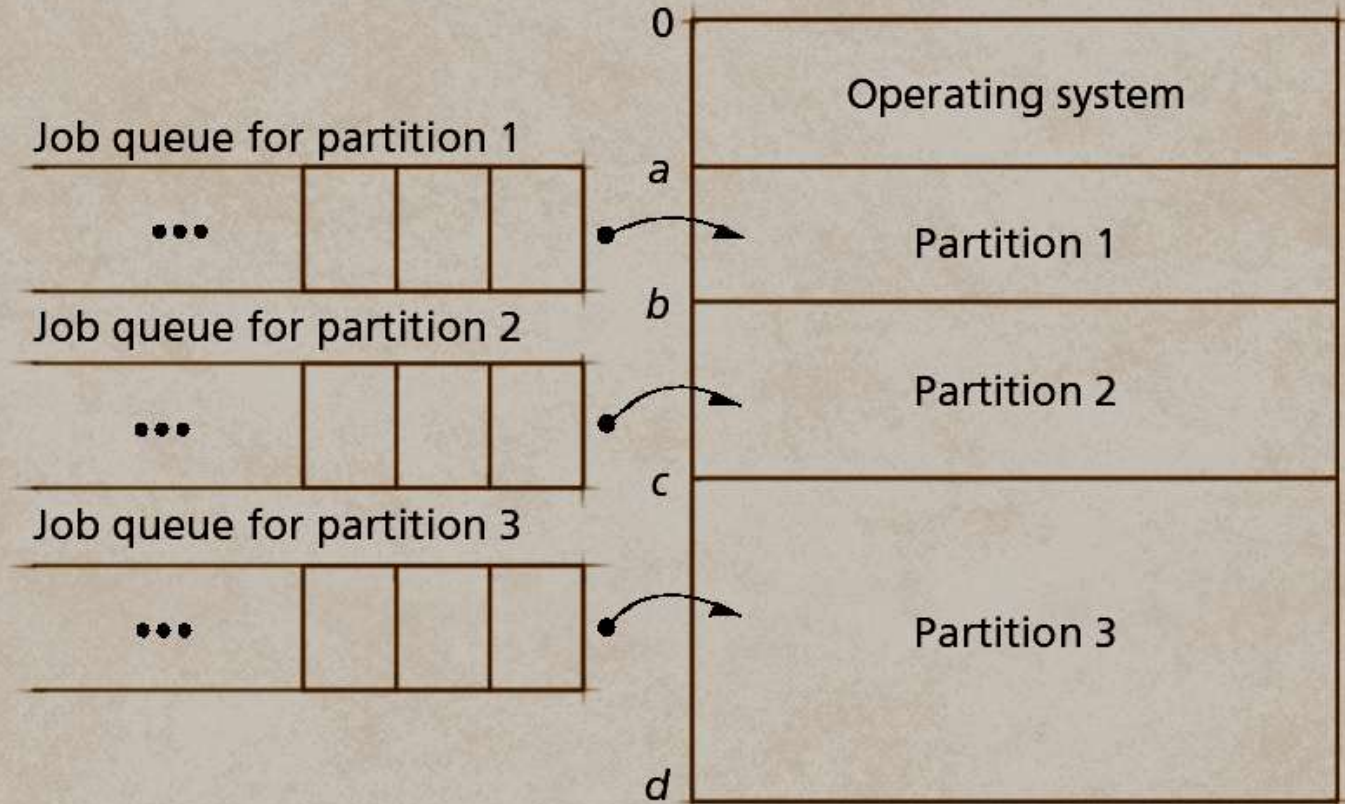 0
Operating system
Job queue for partition 1
a
•••
Partition 1
b
Job queue for partition 2
Partition 2
•••
c
Job queue for partition 3
•••
Partition 3
d